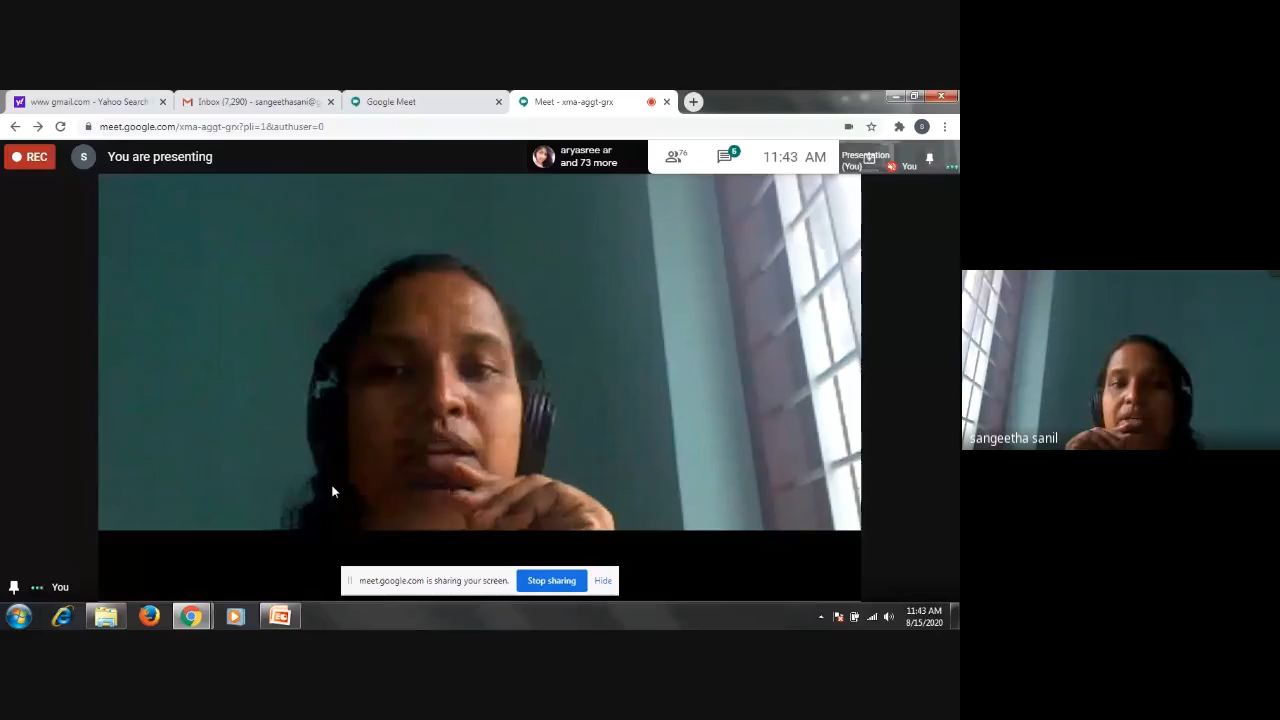 www.gmail.com - Yahoo Search
Inbox (7,290) - sangeethasani@g
Google Meet
Meet - xma-aggt-grx
meet.google.com/xma-aggt-grx?pli=1&authuser=0
S
REC
S
You are presenting
aryasree ar
and 73 more
76
5
11:43 AM
Presentation
(You)
You
sangeetha sanil
meet.google.com is sharing your screen.
Stop sharing
Hide
You
11:43 AM
8/15/2020